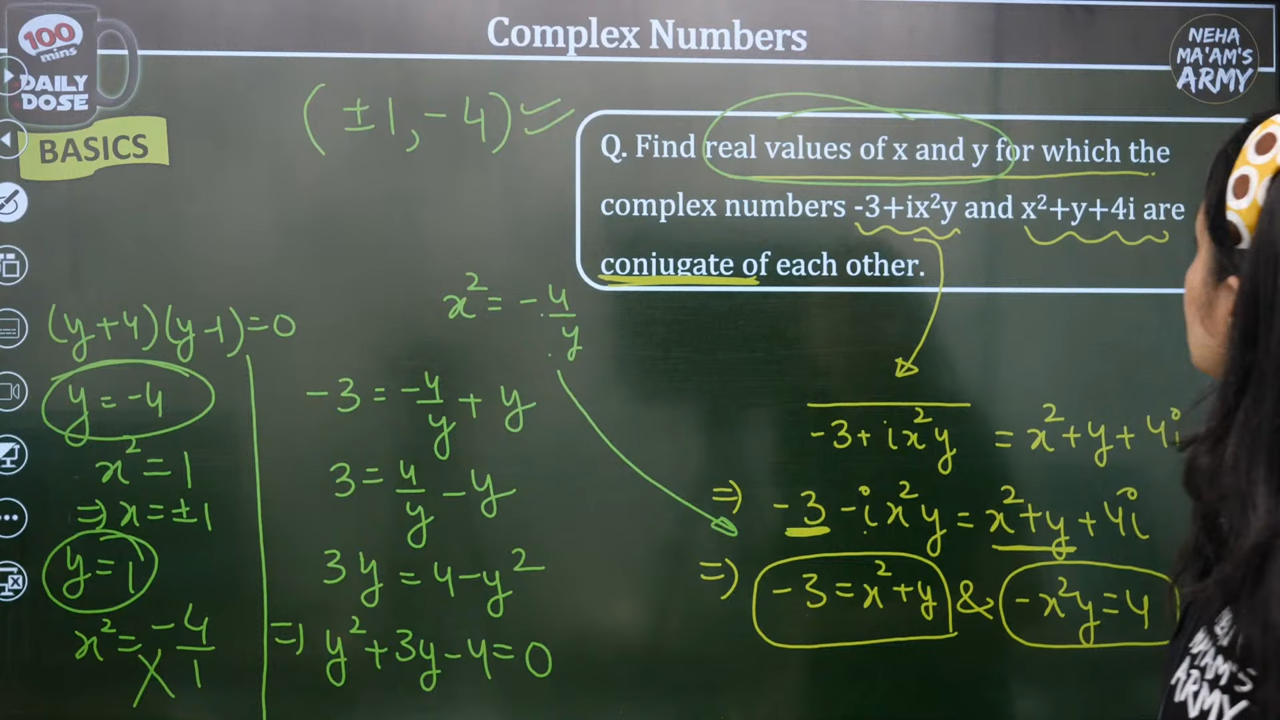 Complex Numbers
100 mins
DAILY DOSE
BASICS
NEHA
MA'AM'S
ARMY
(±1, -4)
Q. Find real values of x and y for which the
complex numbers -3+ix²y and x²+y+4i are
conjugate of each other.
-3+ix²y = x²+y+4i
=> -3-ix²y = x²+y+4i
=> -3=x²+y & -x²y=4
x² = -4/y
-3 = -4/y + y
3 = 4/y - y
3y = 4-y²
=> y²+3y-4=0
(y+4)(y-1)=0
y=-4
x²=1
=> x=±1
y=1
x²=-4/1
X
MA'AM'S
ARMY